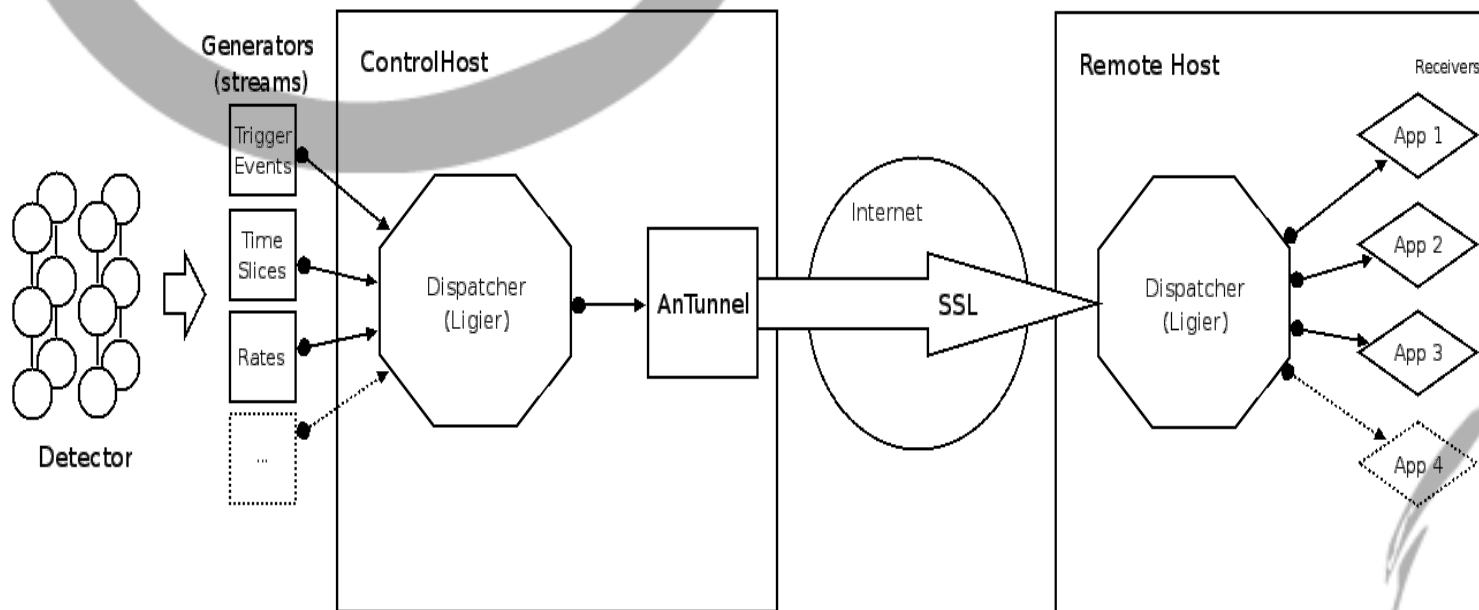 Generators
(streams)
ControlHost
Remote Host
Receivers
Trigger
Events
Time
Slices
Rates
...
Detector
Dispatcher
(Ligier)
AnTunnel
Internet
SSL
Dispatcher
(Ligier)
App 1
App 2
App 3
App 4